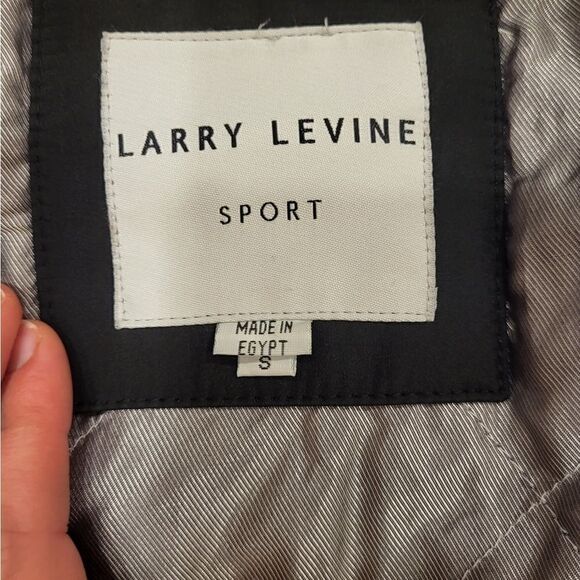 LARRY LEVINE
SPORT
MADE IN
EGYPT
S